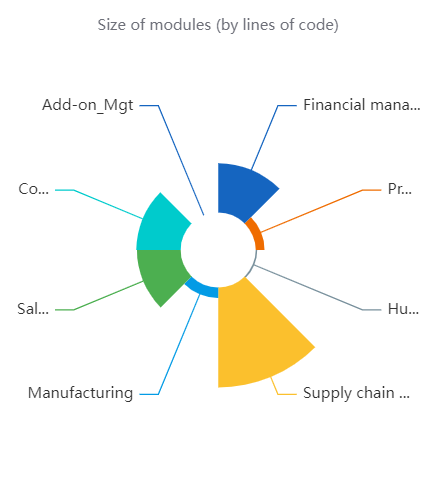 Size of modules (by lines of code)
Add-on_Mgt
Financial mana...
Co...
Pr...
Sal...
Hu...
Manufacturing
Supply chain ...